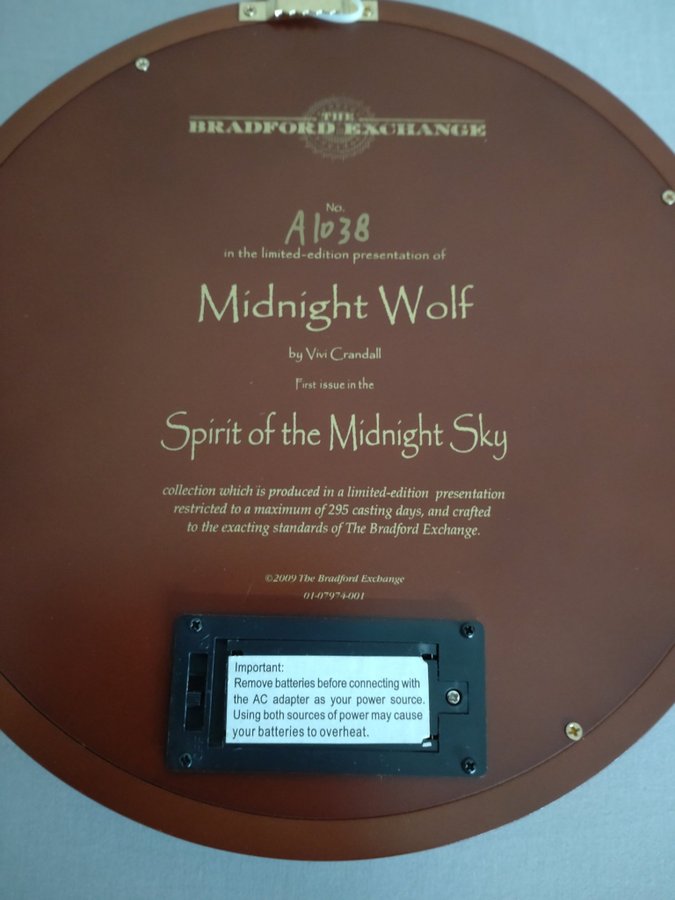 THE
BRADFORD EXCHANGE
No.
A1038
in the limited-edition presentation of
Midnight Wolf
by Vivi Crandall
First issue in the
Spirit of the Midnight Sky
collection which is produced in a limited-edition presentation
restricted to a maximum of 295 casting days, and crafted
to the exacting standards of The Bradford Exchange.
©2009 The Bradford Exchange
01-07974-001
Important:
Remove batteries before connecting with
the AC adapter as your power source.
Using both sources of power may cause
your batteries to overheat.